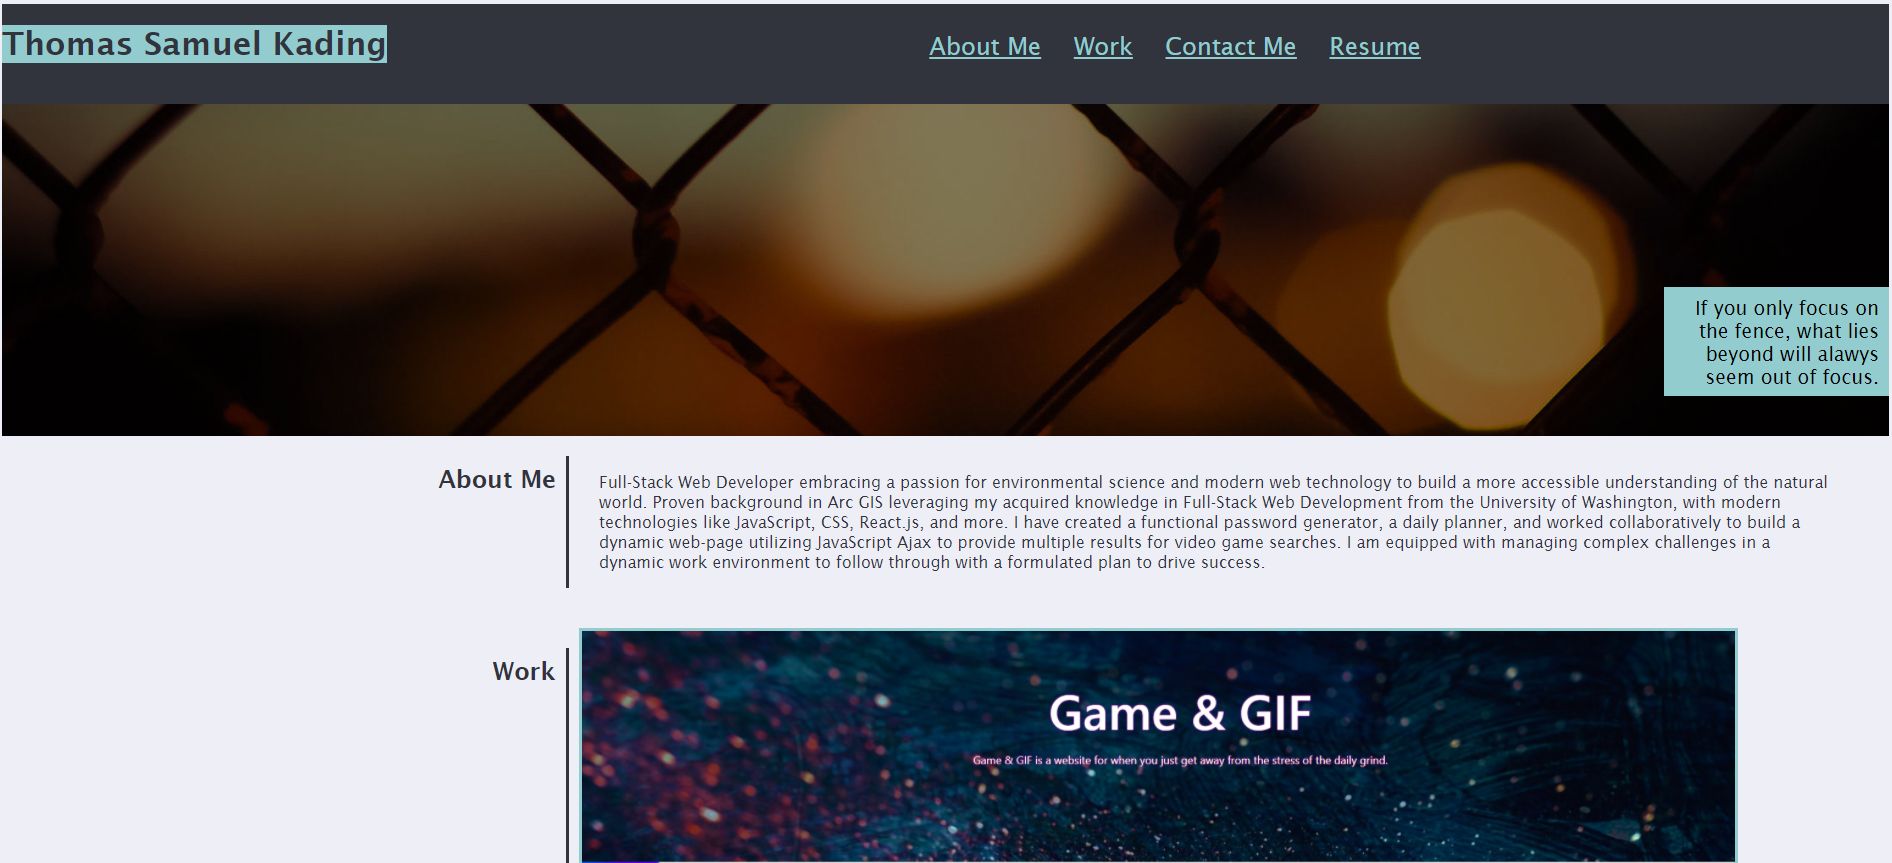 Thomas Samuel Kading
About Me Work Contact Me Resume
If you only focus on
the fence, what lies
beyond will alawys
seem out of focus.
About Me
Full-Stack Web Developer embracing a passion for environmental science and modern web technology to build a more accessible understanding of the natural
world. Proven background in Arc GIS leveraging my acquired knowledge in Full-Stack Web Development from the University of Washington, with modern
technologies like JavaScript, CSS, React.js, and more. I have created a functional password generator, a daily planner, and worked collaboratively to build a
dynamic web-page utilizing JavaScript Ajax to provide multiple results for video game searches. I am equipped with managing complex challenges in a
dynamic work environment to follow through with a formulated plan to drive success.
Work
Game & GIF
Game & GIF is a website for when you just get away from the stress of the daily grind.